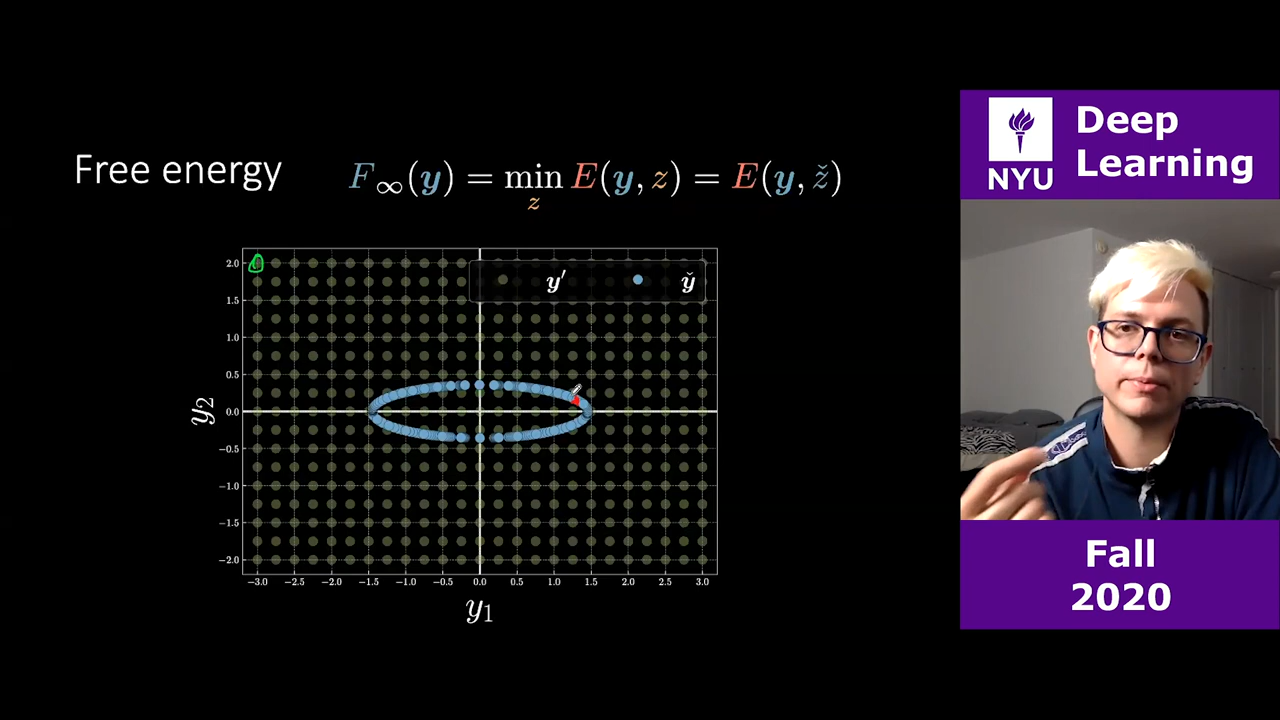 Free energy
F∞(y) = min_z E(y, z) = E(y, ž)
y′
y̌
2.0
1.5
1.0
0.5
0.0
−0.5
−1.0
−1.5
−2.0
y₂
−3.0 −2.5 −2.0 −1.5 −1.0 −0.5 0.0 0.5 1.0 1.5 2.0 2.5 3.0
y₁
NYU
Deep
Learning
Fall
2020